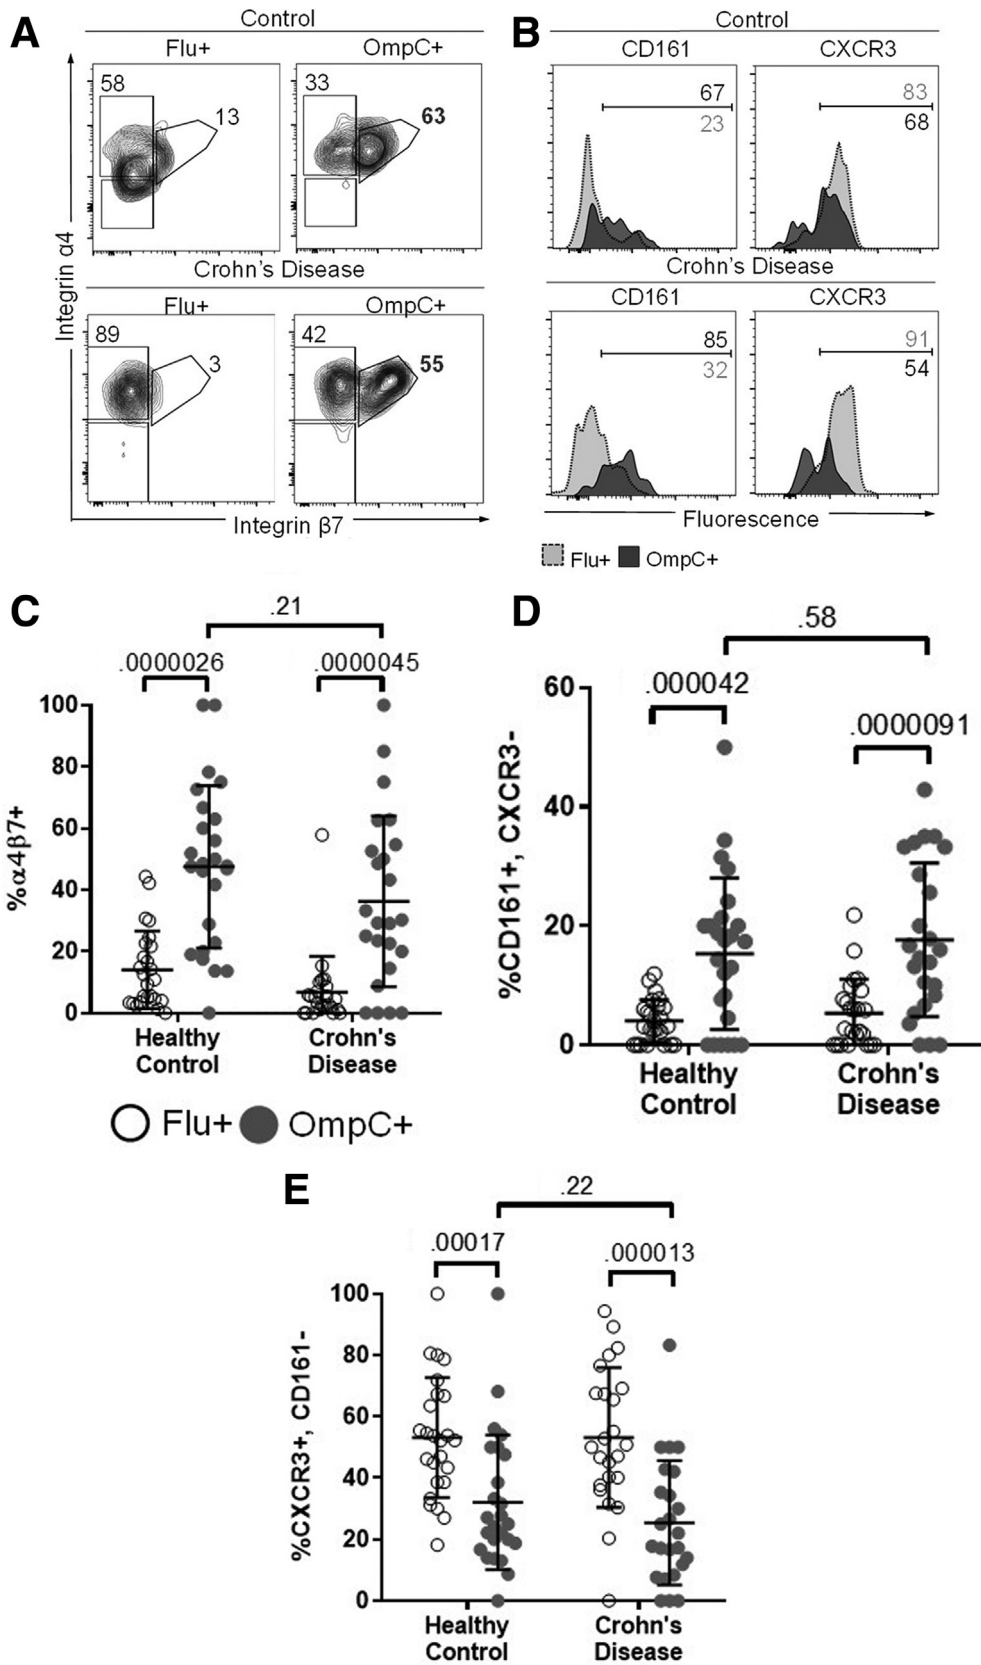 A
Control
Flu+
OmpC+
58
13
33
63
Crohn's Disease
Flu+
OmpC+
89
3
42
55
Integrin α4
Integrin β7
B
Control
CD161
CXCR3
67
23
83
68
Crohn's Disease
CD161
CXCR3
85
32
91
54
Fluorescence
Flu+ OmpC+
C
.21
.0000026
.0000045
%α4β7+
100
80
60
40
20
0
Healthy Control
Crohn's Disease
Flu+ OmpC+
D
.58
.000042
.0000091
%CD161+, CXCR3-
60
40
20
0
Healthy Control
Crohn's Disease
E
.22
.00017
.000013
%CXCR3+, CD161-
100
80
60
40
20
0
Healthy Control
Crohn's Disease